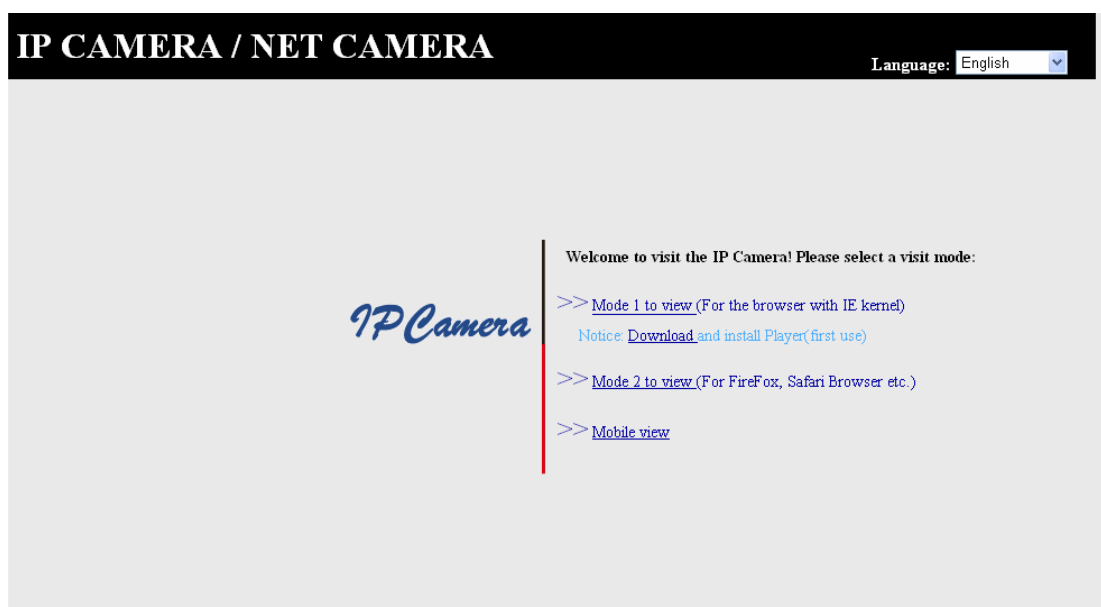 IP CAMERA / NET CAMERA
Language: English
Welcome to visit the IP Camera! Please select a visit mode:
>> Mode 1 to view (For the browser with IE kernel)
IPCamera
Notice: Download and install Player(first use)
>> Mode 2 to view (For FireFox, Safari Browser etc.)
>> Mobile view